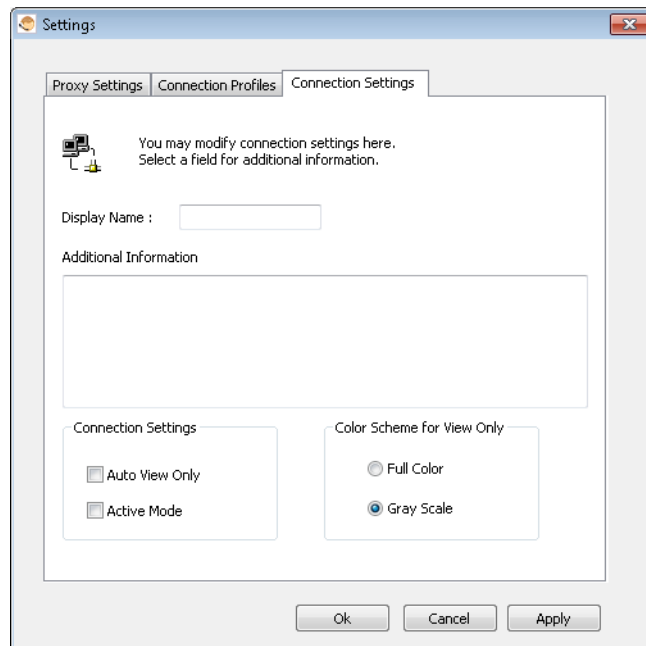 Settings
Proxy Settings
Connection Profiles
Connection Settings
You may modify connection settings here.
Select a field for additional information.
Display Name :
Additional Information
Connection Settings
Auto View Only
Active Mode
Color Scheme for View Only
Full Color
Gray Scale
Ok
Cancel
Apply